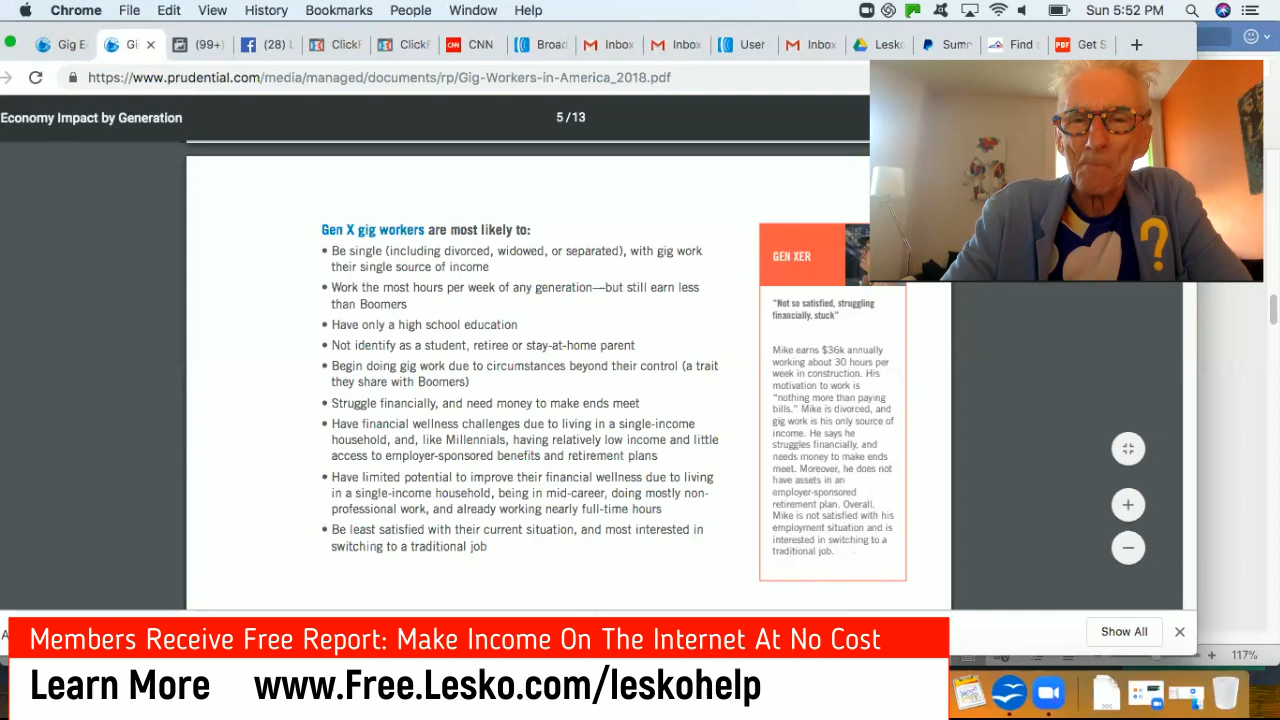 Chrome File Edit View History Bookmarks People Window Help Sun 5:52 PM
Gig E Gi (99+) (28) ClickF ClickF CNN Broad Inbox Inbox User Inbox Lesko Sumn Find Get S
https://www.prudential.com/media/managed/documents/rp/Gig-Workers-in-America_2018.pdf
Economy Impact by Generation 5 / 13
Gen X gig workers are most likely to:
• Be single (including divorced, widowed, or separated), with gig work
their single source of income
• Work the most hours per week of any generation—but still earn less
than Boomers
• Have only a high school education
• Not identify as a student, retiree or stay-at-home parent
• Begin doing gig work due to circumstances beyond their control (a trait
they share with Boomers)
• Struggle financially, and need money to make ends meet
• Have financial wellness challenges due to living in a single-income
household, and, like Millennials, having relatively low income and little
access to employer-sponsored benefits and retirement plans
• Have limited potential to improve their financial wellness due to living
in a single-income household, being in mid-career, doing mostly non-
professional work, and already working nearly full-time hours
• Be least satisfied with their current situation, and most interested in
switching to a traditional job
GEN XER
"Not so satisfied, struggling
financially, stuck"
Mike earns $36k annually
working about 30 hours per
week in construction. His
motivation to work is
"nothing more than paying
bills." Mike is divorced, and
gig work is his only source of
income. He says he
struggles financially, and
needs money to make ends
meet. Moreover, he does not
have assets in an
employer-sponsored
retirement plan. Overall,
Mike is not satisfied with his
employment situation and is
interested in switching to a
traditional job.
?
Show All
117%
Members Receive Free Report: Make Income On The Internet At No Cost
Learn More www.Free.Lesko.com/leskohelp